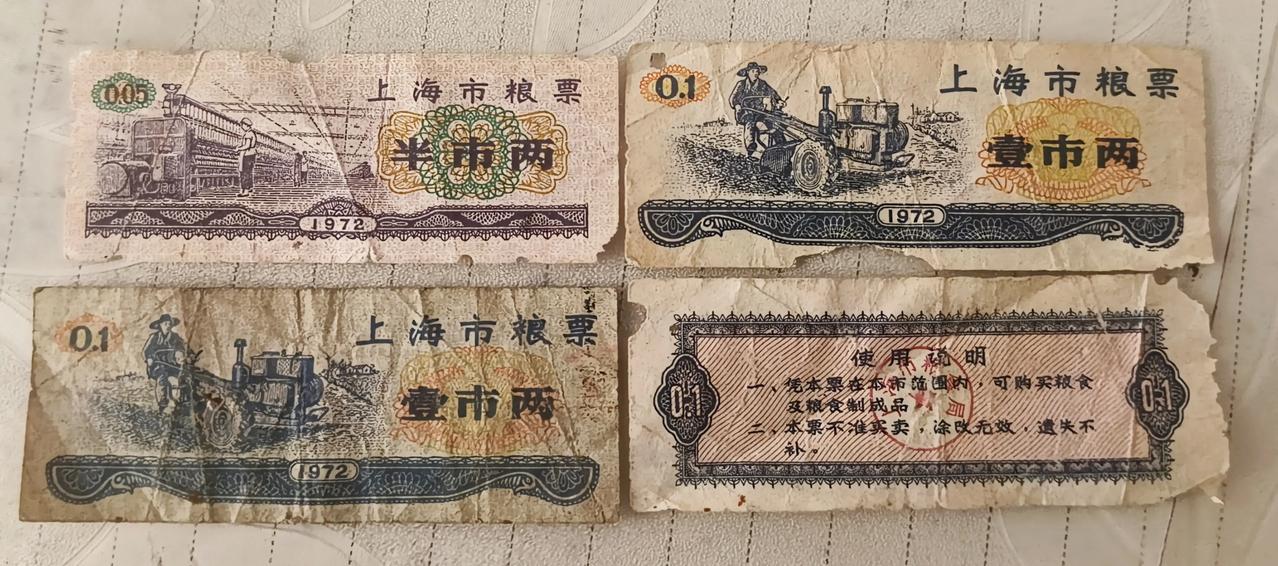 0.05
上海市粮票
半市两
1972
0.1
上海市粮票
壹市两
1972
0.1
上海市粮票
壹市两
1972
使用说明
一、凭本票在本市范围内，可购买粮食
及粮食制成品。
二、本票不准买卖，涂改无效，遗失不
补。
0.1
0.1
局